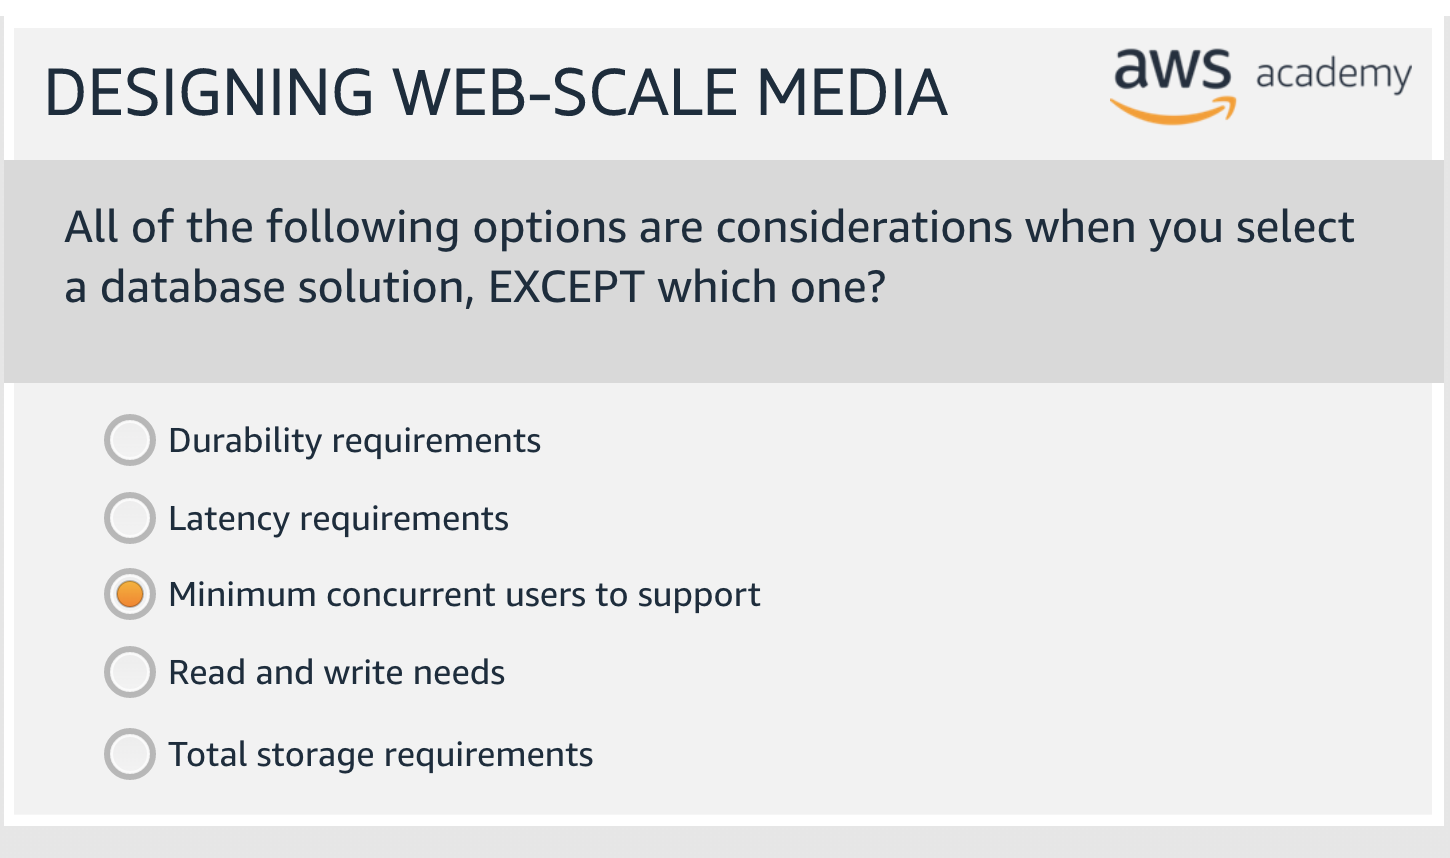 DESIGNING WEB-SCALE MEDIA
aws academy
All of the following options are considerations when you select
a database solution, EXCEPT which one?
Durability requirements
Latency requirements
Minimum concurrent users to support
Read and write needs
Total storage requirements